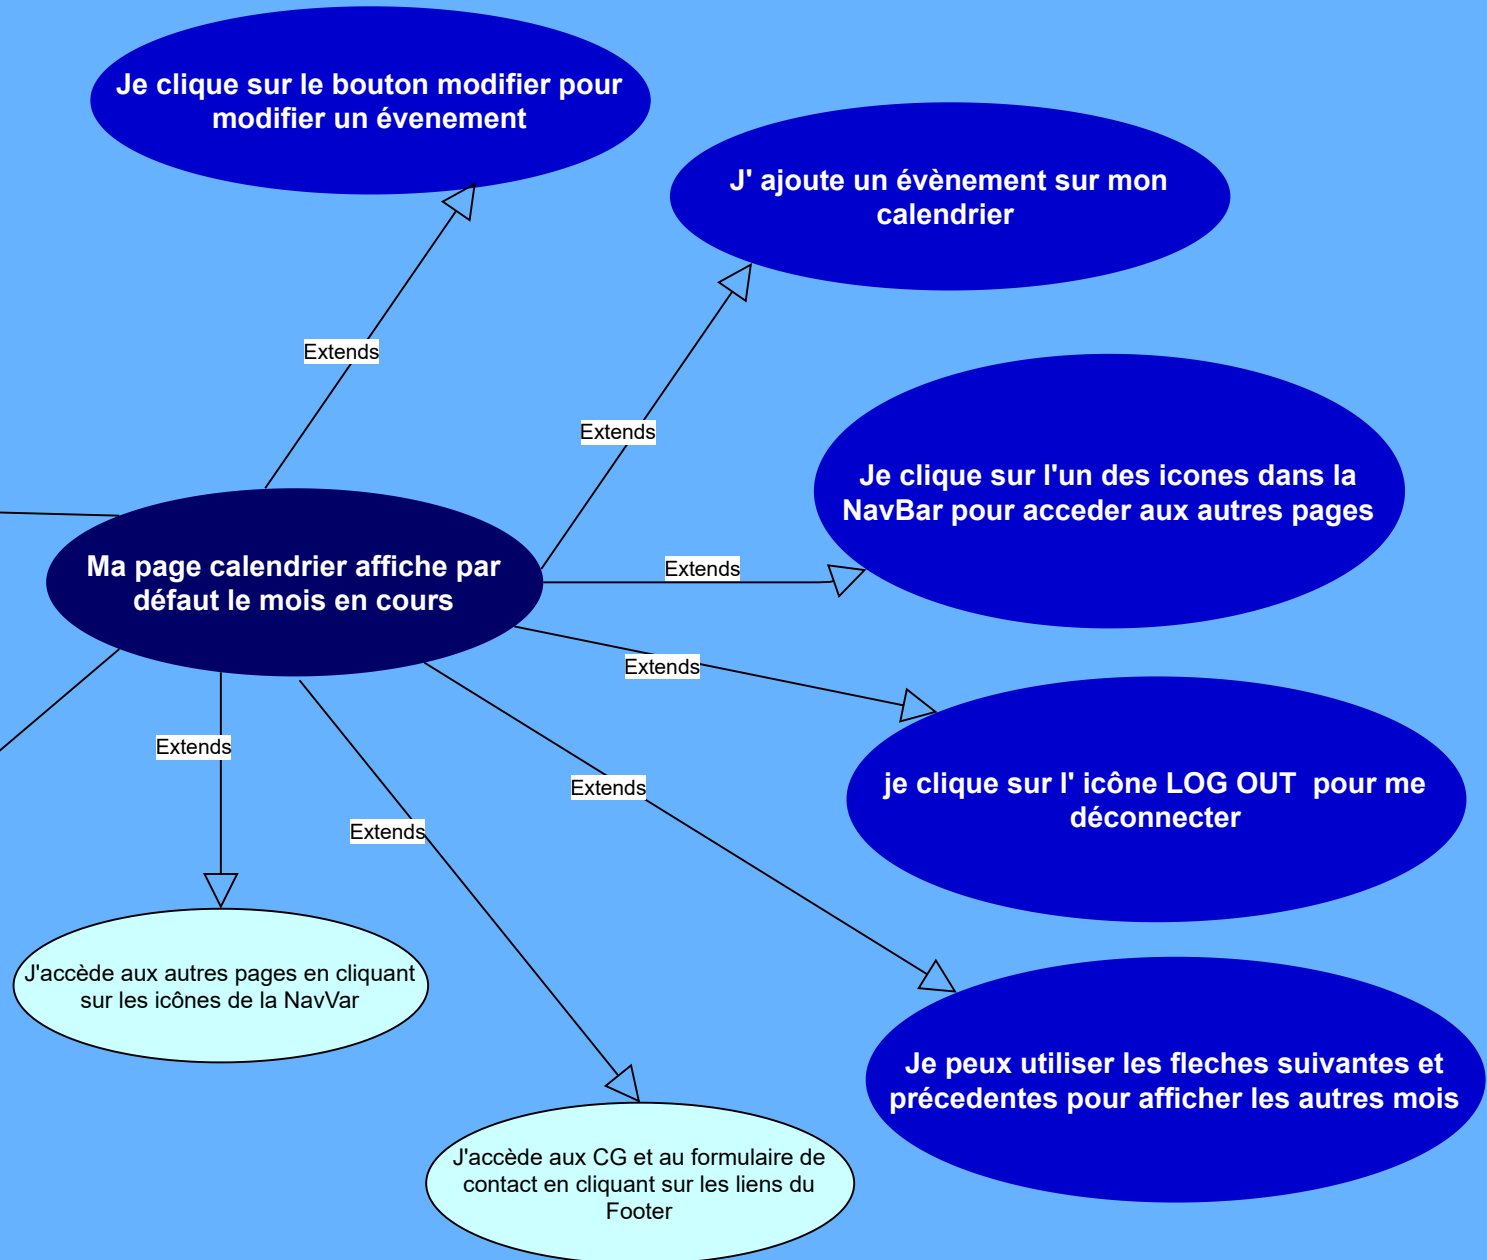 Je clique sur le bouton modifier pour
modifier un évenement
J' ajoute un évènement sur mon
calendrier
Extends
Extends
Je clique sur l'un des icones dans la
NavBar pour acceder aux autres pages
Extends
Ma page calendrier affiche par
défaut le mois en cours
Extends
je clique sur l' icône LOG OUT  pour me
déconnecter
Extends
Extends
Extends
J'accède aux autres pages en cliquant
sur les icônes de la NavVar
Je peux utiliser les fleches suivantes et
précedentes pour afficher les autres mois
J'accède aux CG et au formulaire de
contact en cliquant sur les liens du
Footer